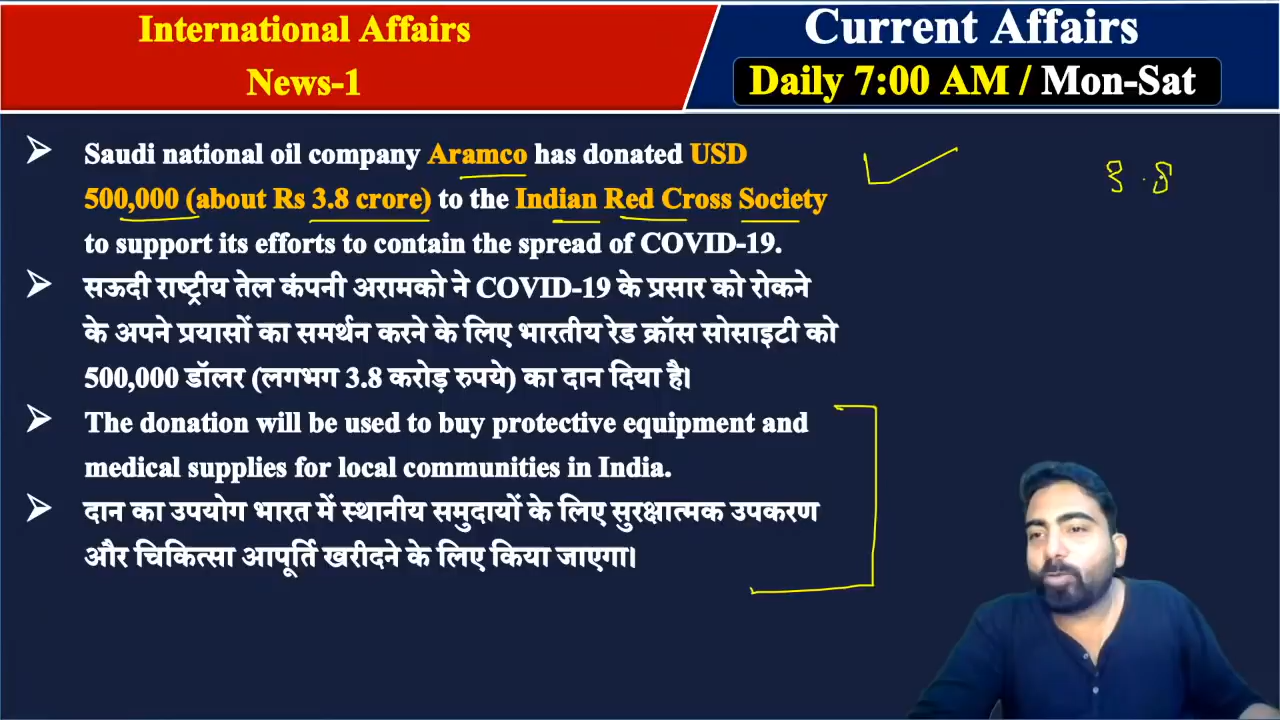 International Affairs
News-1
Current Affairs
Daily 7:00 AM / Mon-Sat
Saudi national oil company Aramco has donated USD
500,000 (about Rs 3.8 crore) to the Indian Red Cross Society
to support its efforts to contain the spread of COVID-19.
सऊदी राष्ट्रीय तेल कंपनी अरामको ने COVID-19 के प्रसार को रोकने
के अपने प्रयासों का समर्थन करने के लिए भारतीय रेड क्रॉस सोसाइटी को
500,000 डॉलर (लगभग 3.8 करोड़ रुपये) का दान दिया है।
The donation will be used to buy protective equipment and
medical supplies for local communities in India.
दान का उपयोग भारत में स्थानीय समुदायों के लिए सुरक्षात्मक उपकरण
और चिकित्सा आपूर्ति खरीदने के लिए किया जाएगा।
3.8